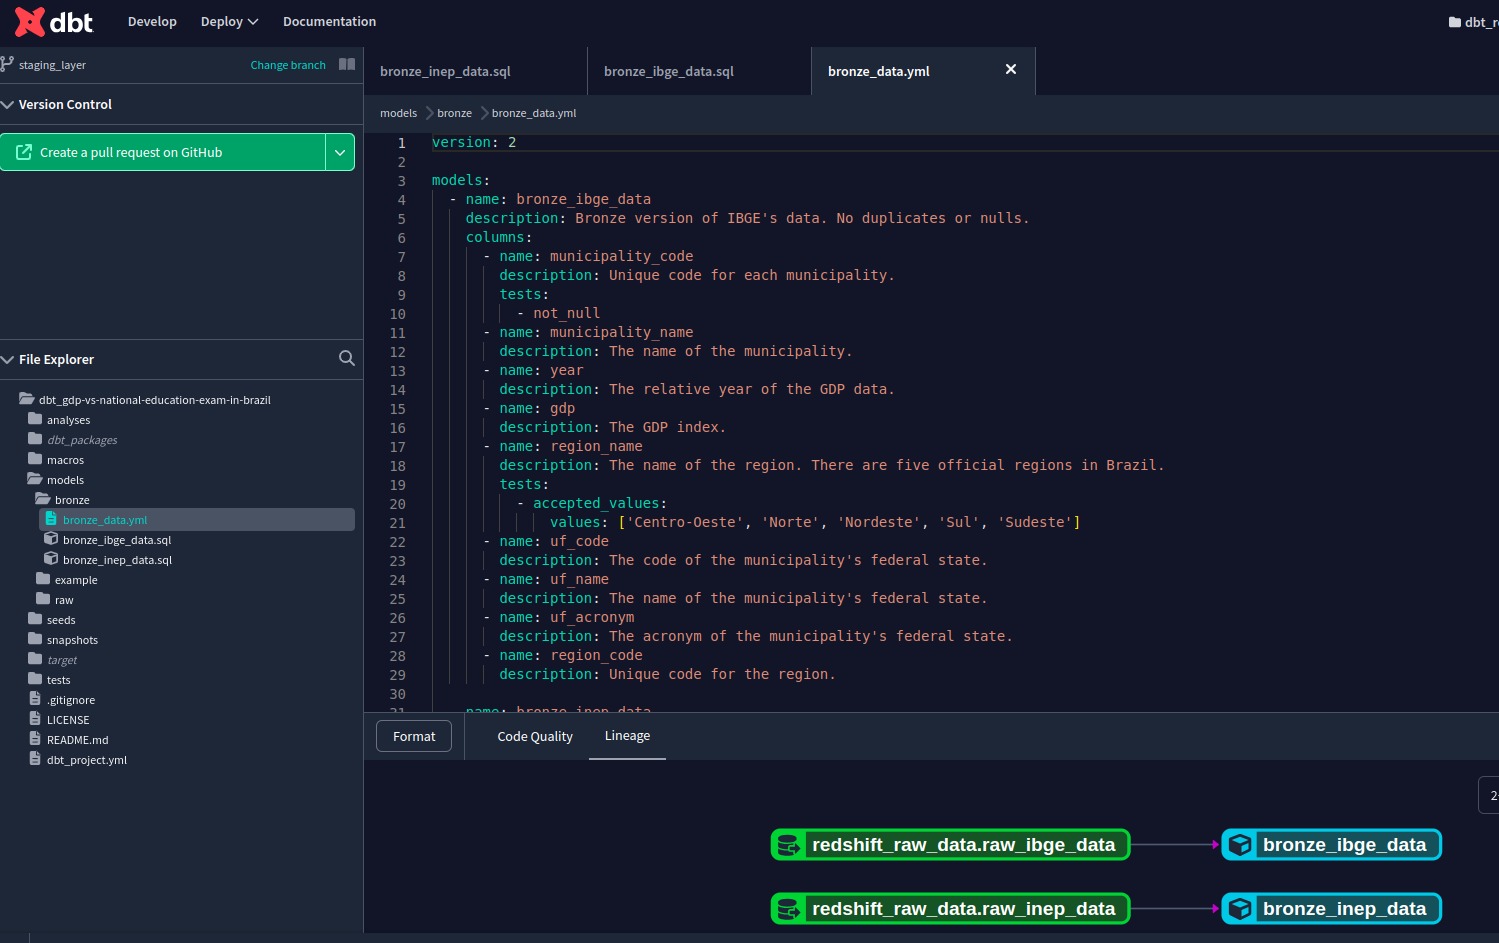 dbt
Develop
Deploy
Documentation
dbt_r
staging_layer
Change branch
Version Control
Create a pull request on GitHub
File Explorer
dbt_gdp-vs-national-education-exam-in-brazil
analyses
dbt_packages
macros
models
bronze
bronze_data.yml
bronze_ibge_data.sql
bronze_inep_data.sql
example
raw
seeds
snapshots
target
tests
.gitignore
LICENSE
README.md
dbt_project.yml
bronze_inep_data.sql
bronze_ibge_data.sql
bronze_data.yml
models
bronze
bronze_data.yml
1 version: 2
2
3 models:
4 - name: bronze_ibge_data
5 description: Bronze version of IBGE's data. No duplicates or nulls.
6 columns:
7 - name: municipality_code
8 description: Unique code for each municipality.
9 tests:
10 - not_null
11 - name: municipality_name
12 description: The name of the municipality.
13 - name: year
14 description: The relative year of the GDP data.
15 - name: gdp
16 description: The GDP index.
17 - name: region_name
18 description: The name of the region. There are five official regions in Brazil.
19 tests:
20 - accepted_values:
21 values: ['Centro-Oeste', 'Norte', 'Nordeste', 'Sul', 'Sudeste']
22 - name: uf_code
23 description: The code of the municipality's federal state.
24 - name: uf_name
25 description: The name of the municipality's federal state.
26 - name: uf_acronym
27 description: The acronym of the municipality's federal state.
28 - name: region_code
29 description: Unique code for the region.
30
31 name: bronze_inep_data
Format
Code Quality
Lineage
2
redshift_raw_data.raw_ibge_data
bronze_ibge_data
redshift_raw_data.raw_inep_data
bronze_inep_data